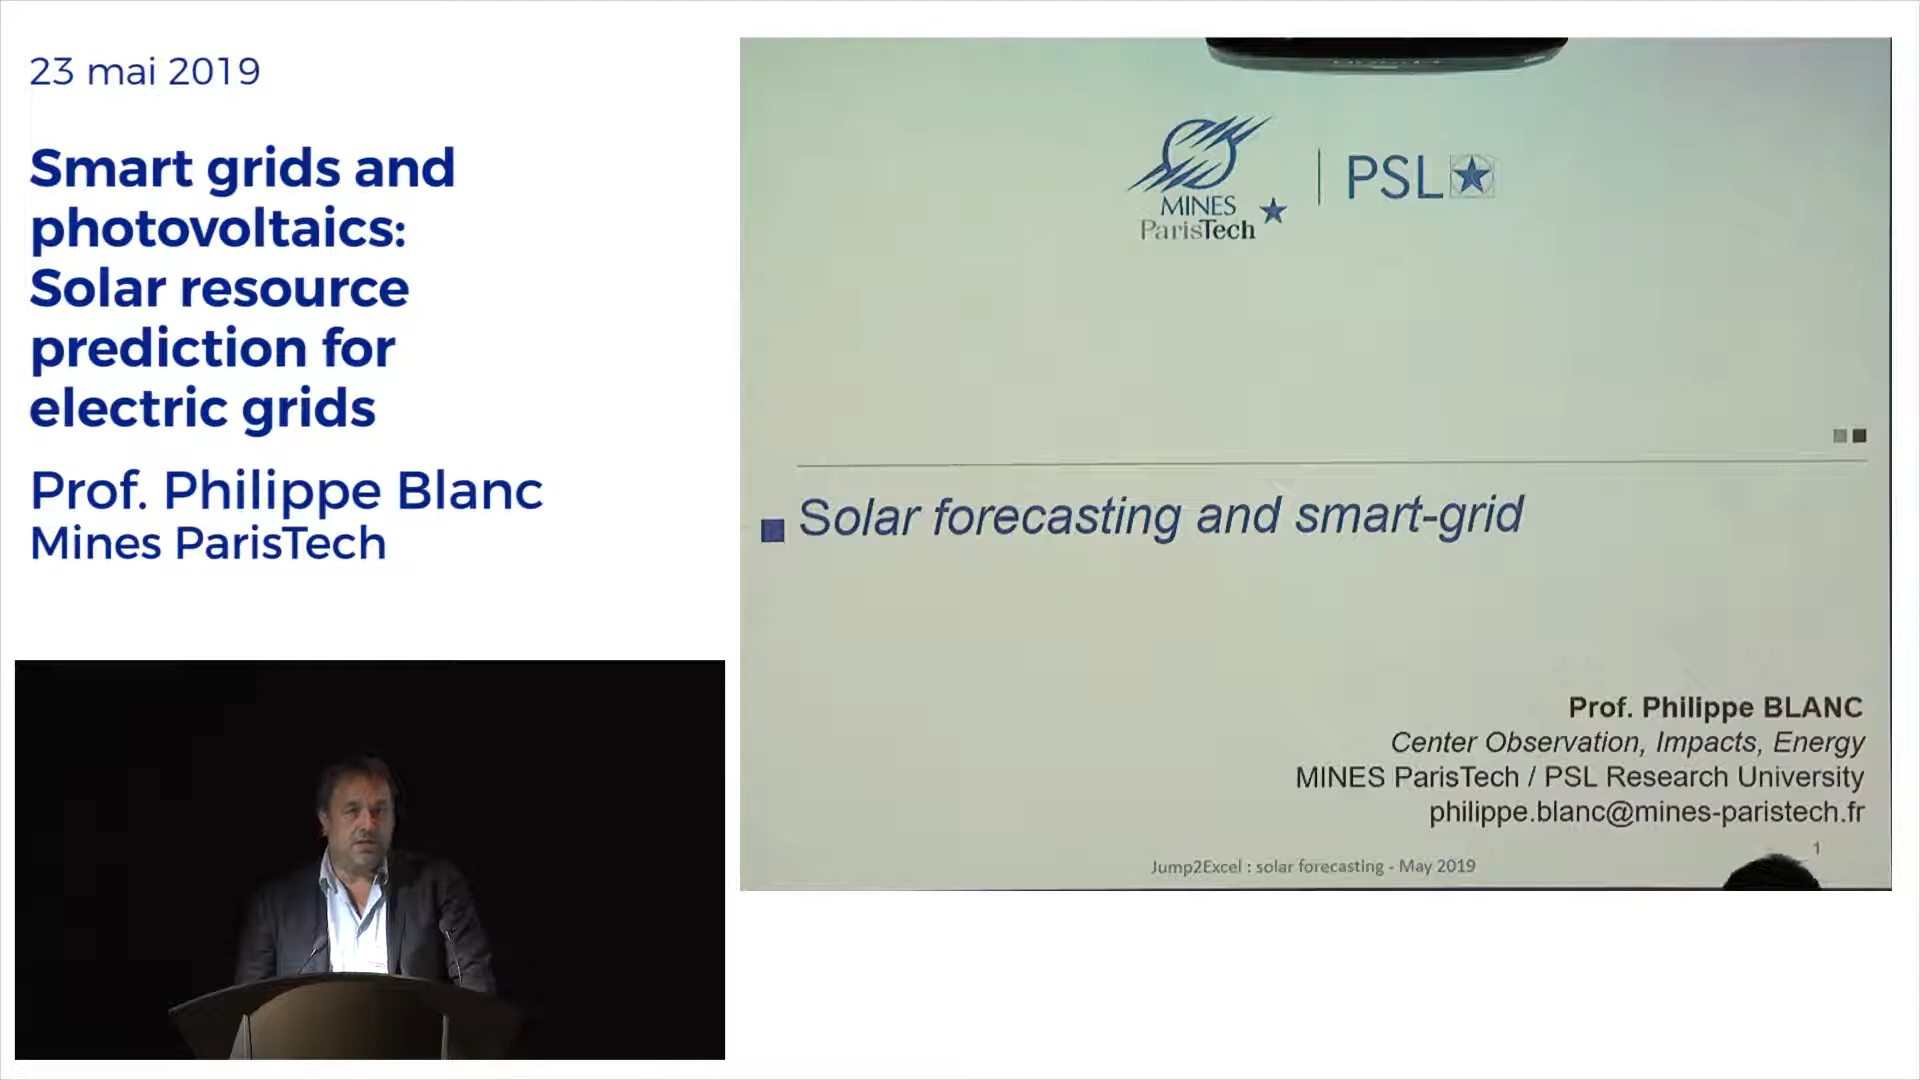 23 mai 2019
Smart grids and
photovoltaics:
Solar resource
prediction for
electric grids
Prof. Philippe Blanc
Mines ParisTech
MINES
ParisTech
PSL
Solar forecasting and smart-grid
Prof. Philippe BLANC
Center Observation, Impacts, Energy
MINES ParisTech / PSL Research University
philippe.blanc@mines-paristech.fr
1
Jump2Excel : solar forecasting - May 2019